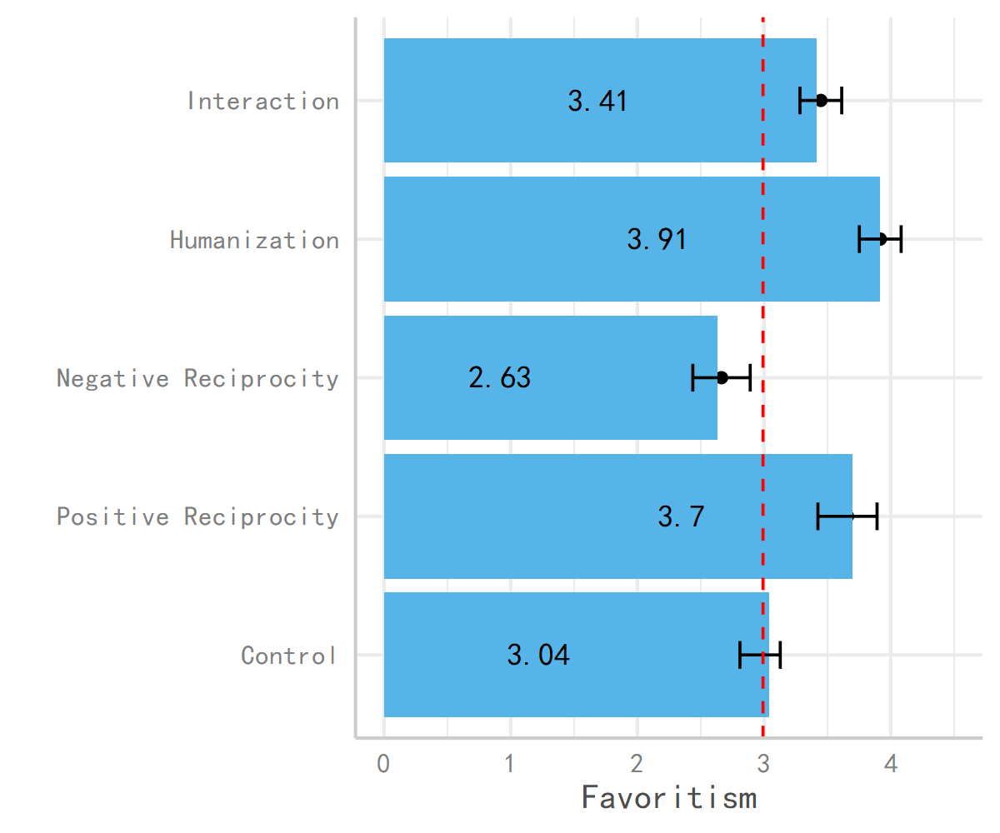 Interaction
3.41
Humanization
3.91
Negative Reciprocity
2.63
Positive Reciprocity
3.7
Control
3.04
0 1 2 3 4
Favoritism